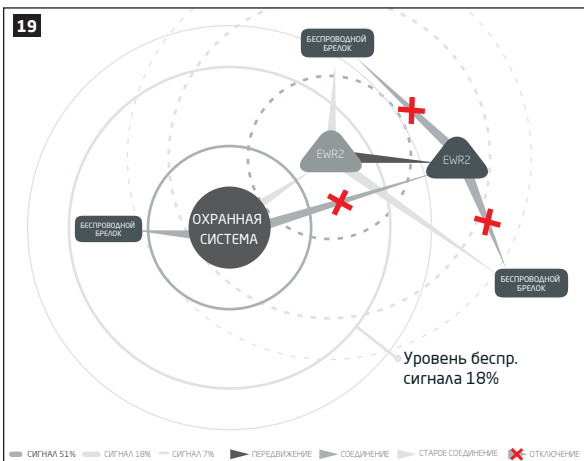 19
БЕСПРОВОДНОЙ
БРЕЛОК
EWR2
EWR2
ОХРАННАЯ
СИСТЕМА
БЕСПРОВОДНОЙ
БРЕЛОК
БЕСПРОВОДНОЙ
БРЕЛОК
Уровень беспр.
сигнала 18%
СИГНАЛ 51% СИГНАЛ 18% СИГНАЛ 7% ПЕРЕДВИЖЕНИЕ СОЕДИНЕНИЕ СТАРОЕ СОЕДИНЕНИЕ ОТКЛЮЧЕНИЕ